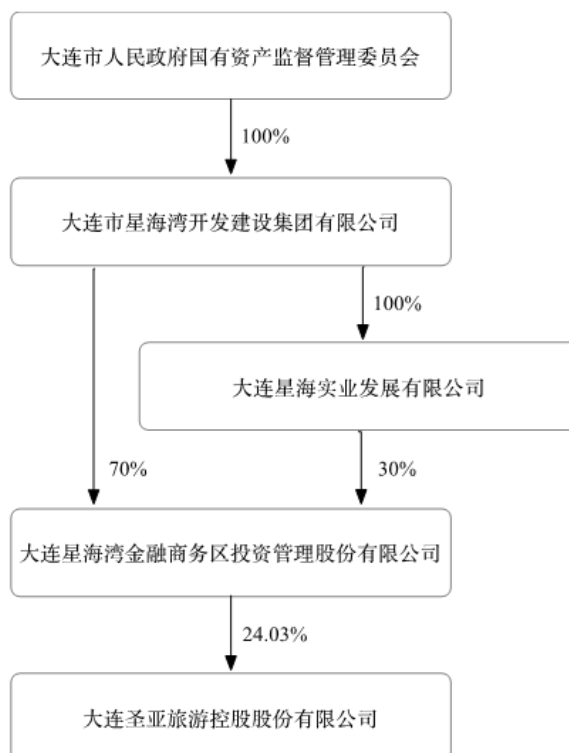 大连市人民政府国有资产监督管理委员会
100%
大连市星海湾开发建设集团有限公司
100%
大连星海实业发展有限公司
70%
30%
大连星海湾金融商务区投资管理股份有限公司
24.03%
大连圣亚旅游控股股份有限公司